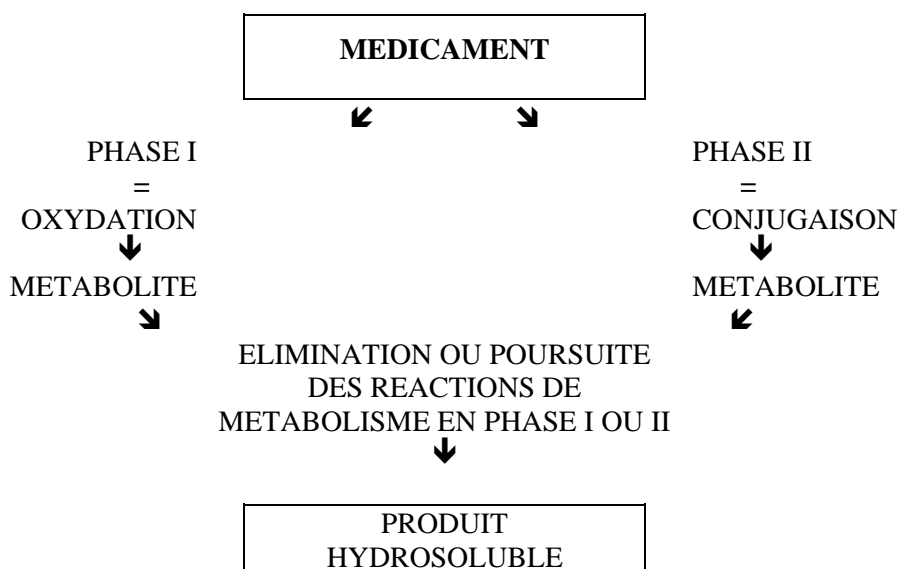 MEDICAMENT
PHASE I
=
OXYDATION
METABOLITE
PHASE II
=
CONJUGAISON
METABOLITE
ELIMINATION OU POURSUITE
DES REACTIONS DE
METABOLISME EN PHASE I OU II
PRODUIT
HYDROSOLUBLE